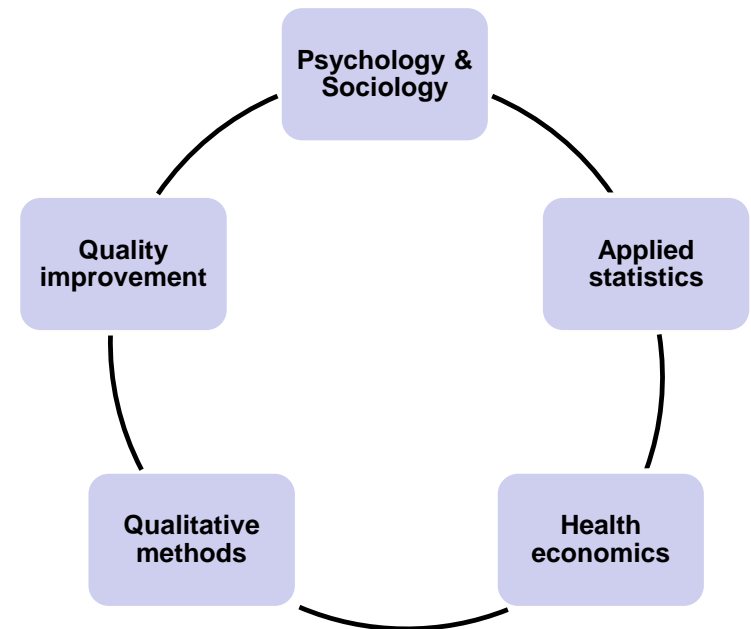 Psychology &
Sociology
Applied
statistics
Health
economics
Qualitative
methods
Quality
improvement